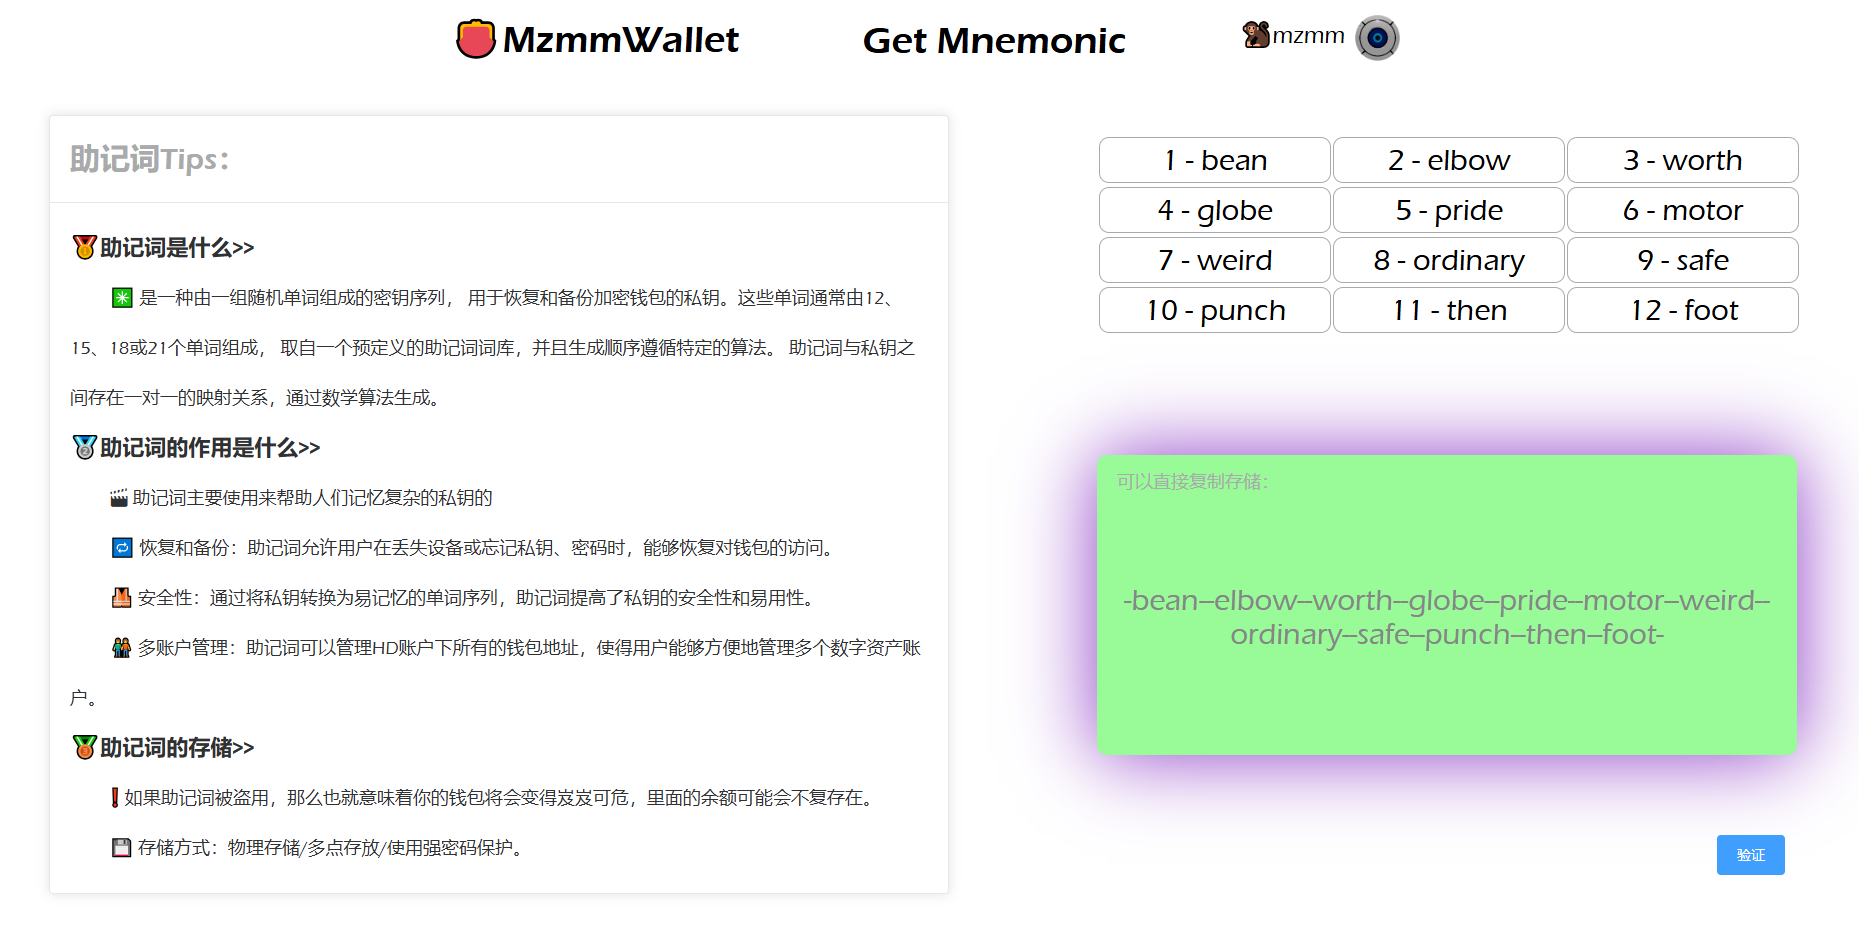 MzmmWallet
Get Mnemonic
mzmm
助记词Tips：
助记词是什么>>
是一种由一组随机单词组成的密钥序列， 用于恢复和备份加密钱包的私钥。这些单词通常由12、
15、18或21个单词组成， 取自一个预定义的助记词词库，并且生成顺序遵循特定的算法。 助记词与私钥之
间存在一对一的映射关系，通过数学算法生成。
助记词的作用是什么>>
助记词主要使用来帮助人们记忆复杂的私钥的
恢复和备份：助记词允许用户在丢失设备或忘记私钥、密码时，能够恢复对钱包的访问。
安全性：通过将私钥转换为易记忆的单词序列，助记词提高了私钥的安全性和易用性。
多账户管理：助记词可以管理HD账户下所有的钱包地址，使得用户能够方便地管理多个数字资产账
户。
助记词的存储>>
❗如果助记词被盗用，那么也就意味着你的钱包将会变得岌岌可危，里面的余额可能会不复存在。
存储方式：物理存储/多点存放/使用强密码保护。
1 - bean
2 - elbow
3 - worth
4 - globe
5 - pride
6 - motor
7 - weird
8 - ordinary
9 - safe
10 - punch
11 - then
12 - foot
可以直接复制存储：
-bean--elbow--worth--globe--pride--motor--weird--
ordinary--safe--punch--then--foot-
验证